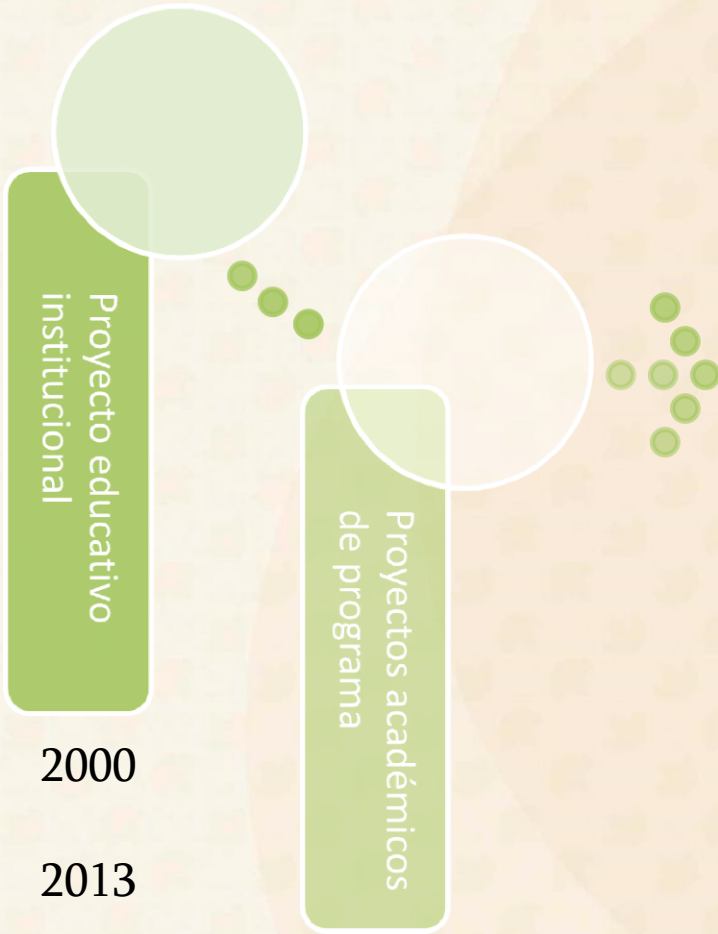 Proyecto educativo
institucional
Proyectos académicos
de programa
2000
2013